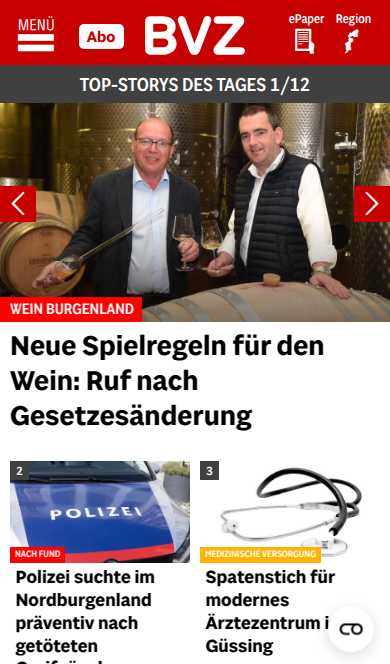 MENÜ
Abo
BVZ
ePaper
Region
TOP-STORYS DES TAGES 1/12
WEIN BURGENLAND
Neue Spielregeln für den
Wein: Ruf nach
Gesetzesänderung
2
POLIZEI
NACH FUND
Polizei suchte im
Nordburgenland
präventiv nach
getöteten
3
MEDIZINISCHE VERSORGUNG
Spatenstich für
modernes
Ärztezentrum
Güssing